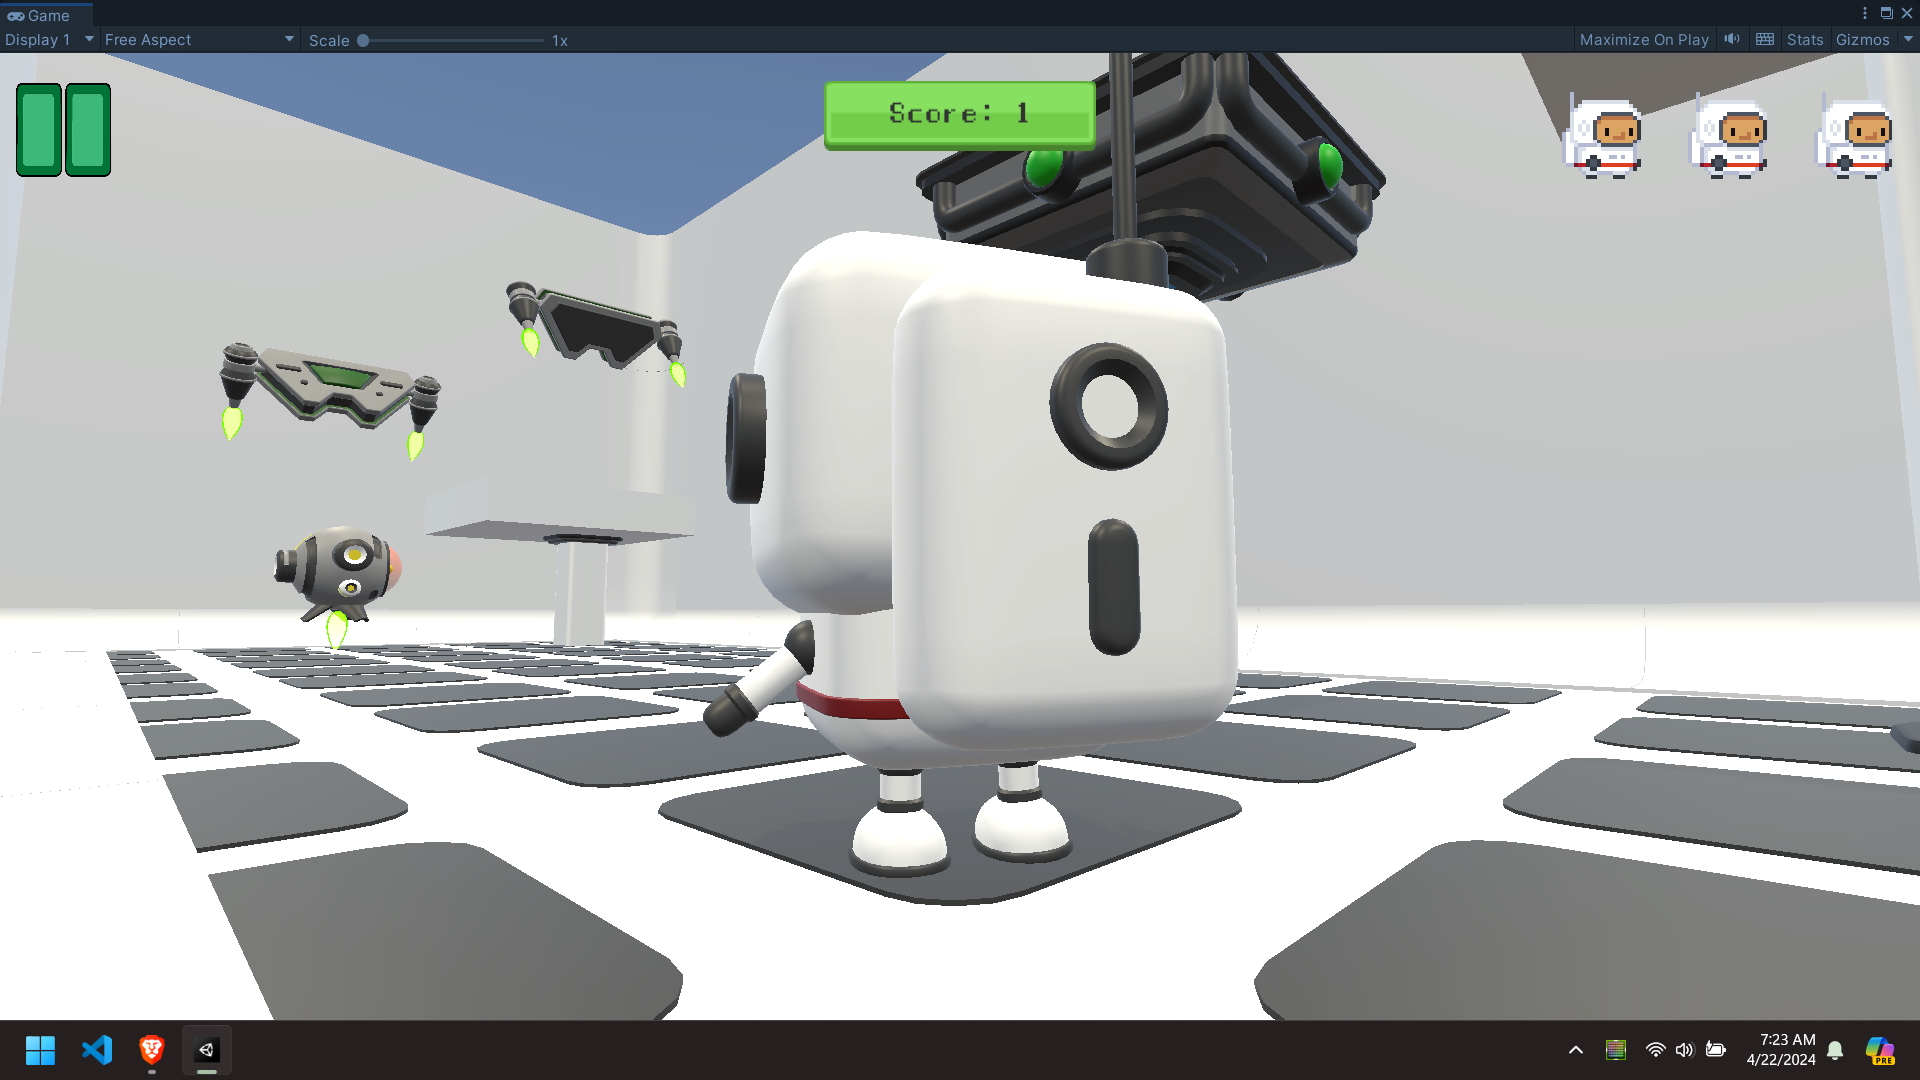 Game
Display 1
Free Aspect
Scale
1x
Maximize On Play
Stats
Gizmos
Score: 1
7:23 AM
4/22/2024
PRE